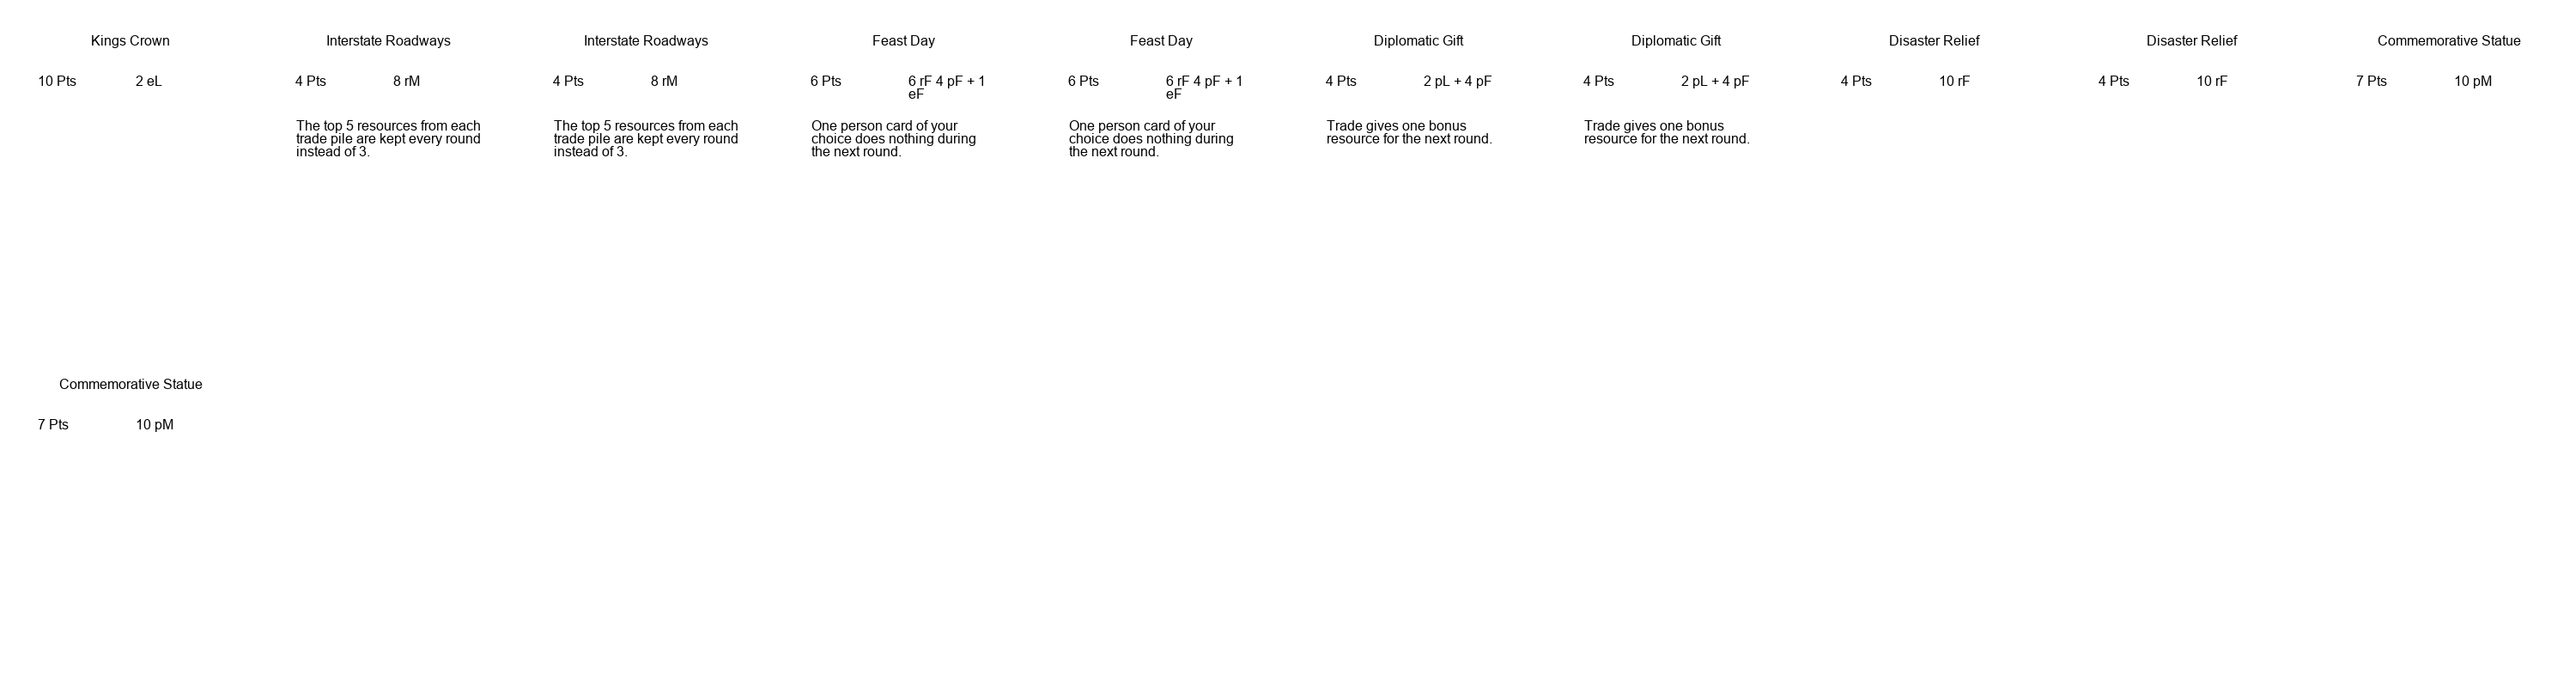 Kings Crown
10 Pts 2 eL
Interstate Roadways
4 Pts 8 rM
The top 5 resources from each
trade pile are kept every round
instead of 3.
Interstate Roadways
4 Pts 8 rM
The top 5 resources from each
trade pile are kept every round
instead of 3.
Feast Day
6 Pts 6 rF 4 pF + 1
eF
One person card of your
choice does nothing during
the next round.
Feast Day
6 Pts 6 rF 4 pF + 1
eF
One person card of your
choice does nothing during
the next round.
Diplomatic Gift
4 Pts 2 pL + 4 pF
Trade gives one bonus
resource for the next round.
Diplomatic Gift
4 Pts 2 pL + 4 pF
Trade gives one bonus
resource for the next round.
Disaster Relief
4 Pts 10 rF
Disaster Relief
4 Pts 10 rF
Commemorative Statue
7 Pts 10 pM
Commemorative Statue
7 Pts 10 pM